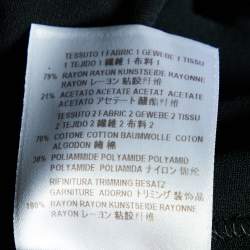 TESSUTO 1 FABRIC 1 GEWEBE 1 TISSU
1 TEJIDO 1 織維 1 布料 1
79% RAYON RAYON KUNSTSEIDE RAYONNE
RAYON レーヨン 粘胶纤维
21% ACETATO ACETATE ACETAT ACETATE
ACETATO アセテート 醋酯纤维
TESSUTO 2 FABRIC 2 GEWEBE 2 TISSU
2 TEJIDO 2 繊維 2 布料 2
70% COTONE COTTON BAUMWOLLE COTON
ALGODON 綿 棉
30% POLIAMMIDE POLYAMIDE POLYAMID
POLYAMIDE POLIAMIDA ナイロン 锦纶
RIFINITURA TRIMMING BESATZ
GARNITURE ADORNO トリミング 装饰品
100% RAYON RAYON KUNSTSEIDE RAYONNE
RAYON レーヨン 粘胶纤维